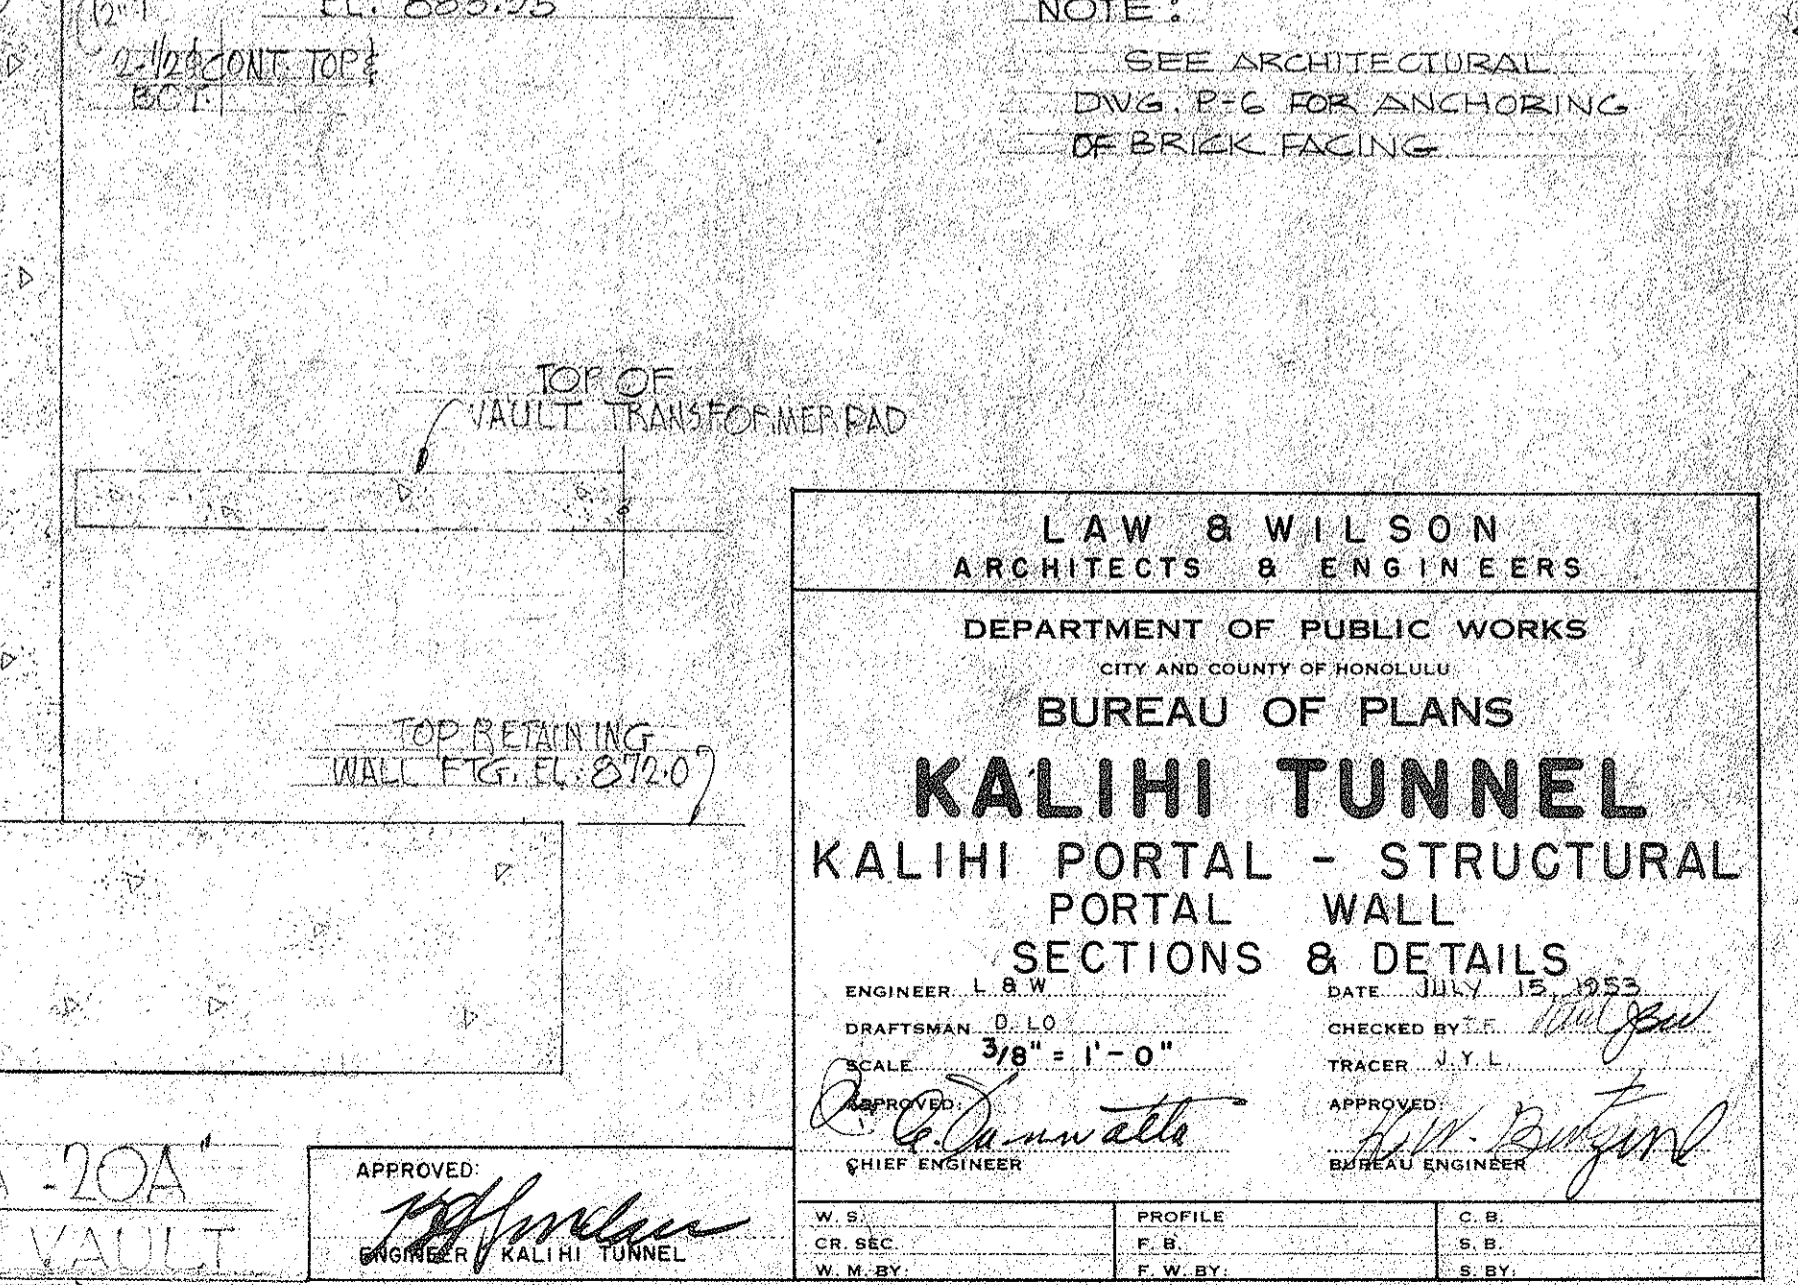 (12")
EL. 883.95
2-1/2⌀ CONT. TOP &
BOT.
NOTE :
SEE ARCHITECTURAL
DWG. P-6 FOR ANCHORING
OF BRICK FACING
TOP OF
VAULT TRANSFORMER PAD
TOP RETAINING
WALL FTG. EL. 872.0
-20A"
VAULT
APPROVED:
ENGINEER KALIHI TUNNEL
LAW & WILSON
ARCHITECTS & ENGINEERS
DEPARTMENT OF PUBLIC WORKS
CITY AND COUNTY OF HONOLULU
BUREAU OF PLANS
KALIHI TUNNEL
KALIHI PORTAL - STRUCTURAL
PORTAL WALL
SECTIONS & DETAILS
ENGINEER L & W
DATE JULY 15, 1953
DRAFTSMAN D. LO
CHECKED BY T.F.
SCALE 3/8" = 1'-0"
TRACER J.Y.L.
APPROVED:
APPROVED:
CHIEF ENGINEER
BUREAU ENGINEER
W. S. PROFILE C. B.
CR. SEC. F. B. S. B.
W. M. BY: F. W. BY: S. BY: